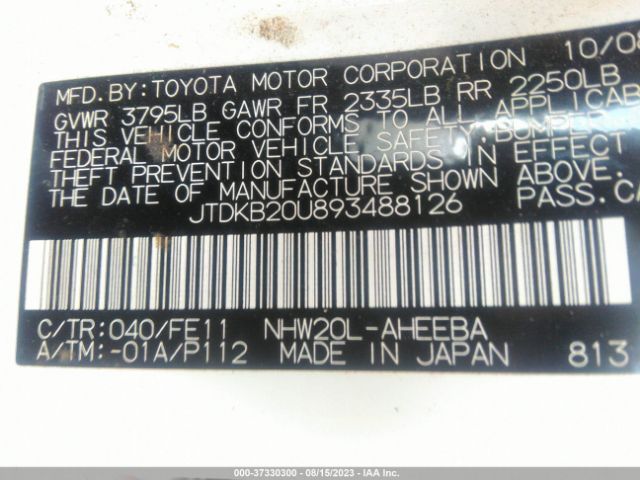 MFD.BY:TOYOTA MOTOR CORPORATION 10/08
GVWR 3795LB GAWR FR 2335LB RR 2250LB
THIS VEHICLE CONFORMS TO ALL APPLICAB
FEDERAL MOTOR VEHICLE SAFETY,BUMPER,
THEFT PREVENTION STANDARDS IN EFFECT
THE DATE OF MANUFACTURE SHOWN ABOVE.
JTDKB20U893488126 PASS.CA
C/TR:040/FE11 NHW20L-AHEEBA
A/TM:-01A/P112 MADE IN JAPAN 813
000-37330300 - 08/15/2023 - IAA Inc.